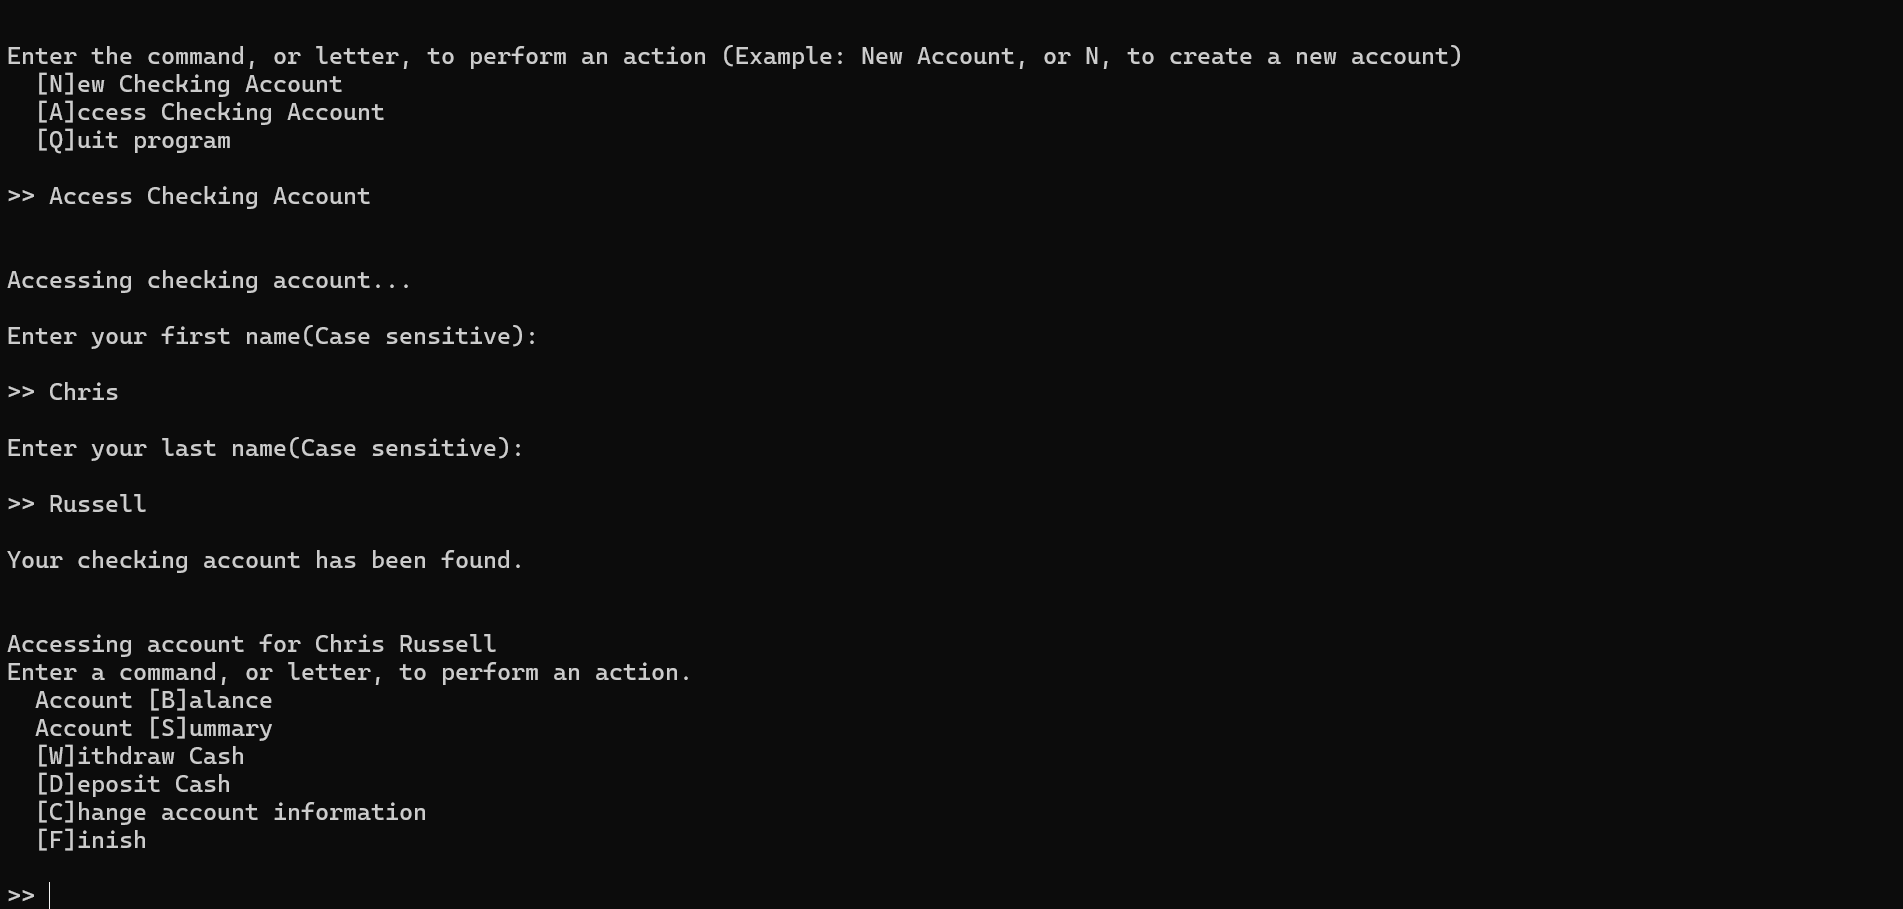 Enter the command, or letter, to perform an action (Example: New Account, or N, to create a new account)
  [N]ew Checking Account
  [A]ccess Checking Account
  [Q]uit program
>> Access Checking Account
Accessing checking account...
Enter your first name(Case sensitive):
>> Chris
Enter your last name(Case sensitive):
>> Russell
Your checking account has been found.
Accessing account for Chris Russell
Enter a command, or letter, to perform an action.
  Account [B]alance
  Account [S]ummary
  [W]ithdraw Cash
  [D]eposit Cash
  [C]hange account information
  [F]inish
>>